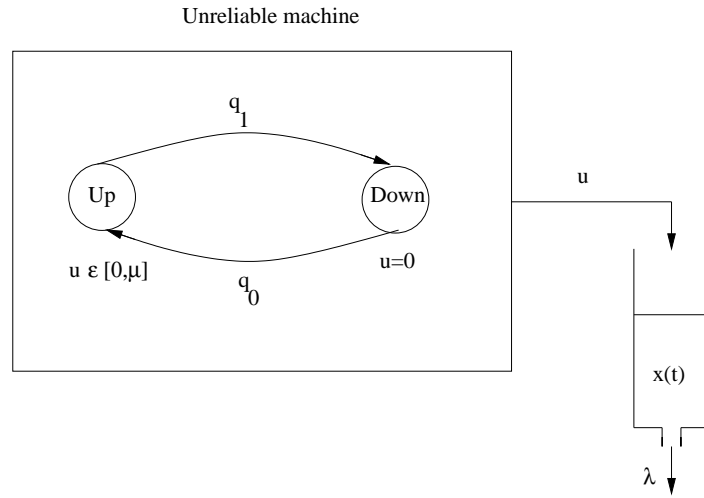 Unreliable machine
q1
Up
Down
u ε [0,μ]
q0
u=0
u
x(t)
λ